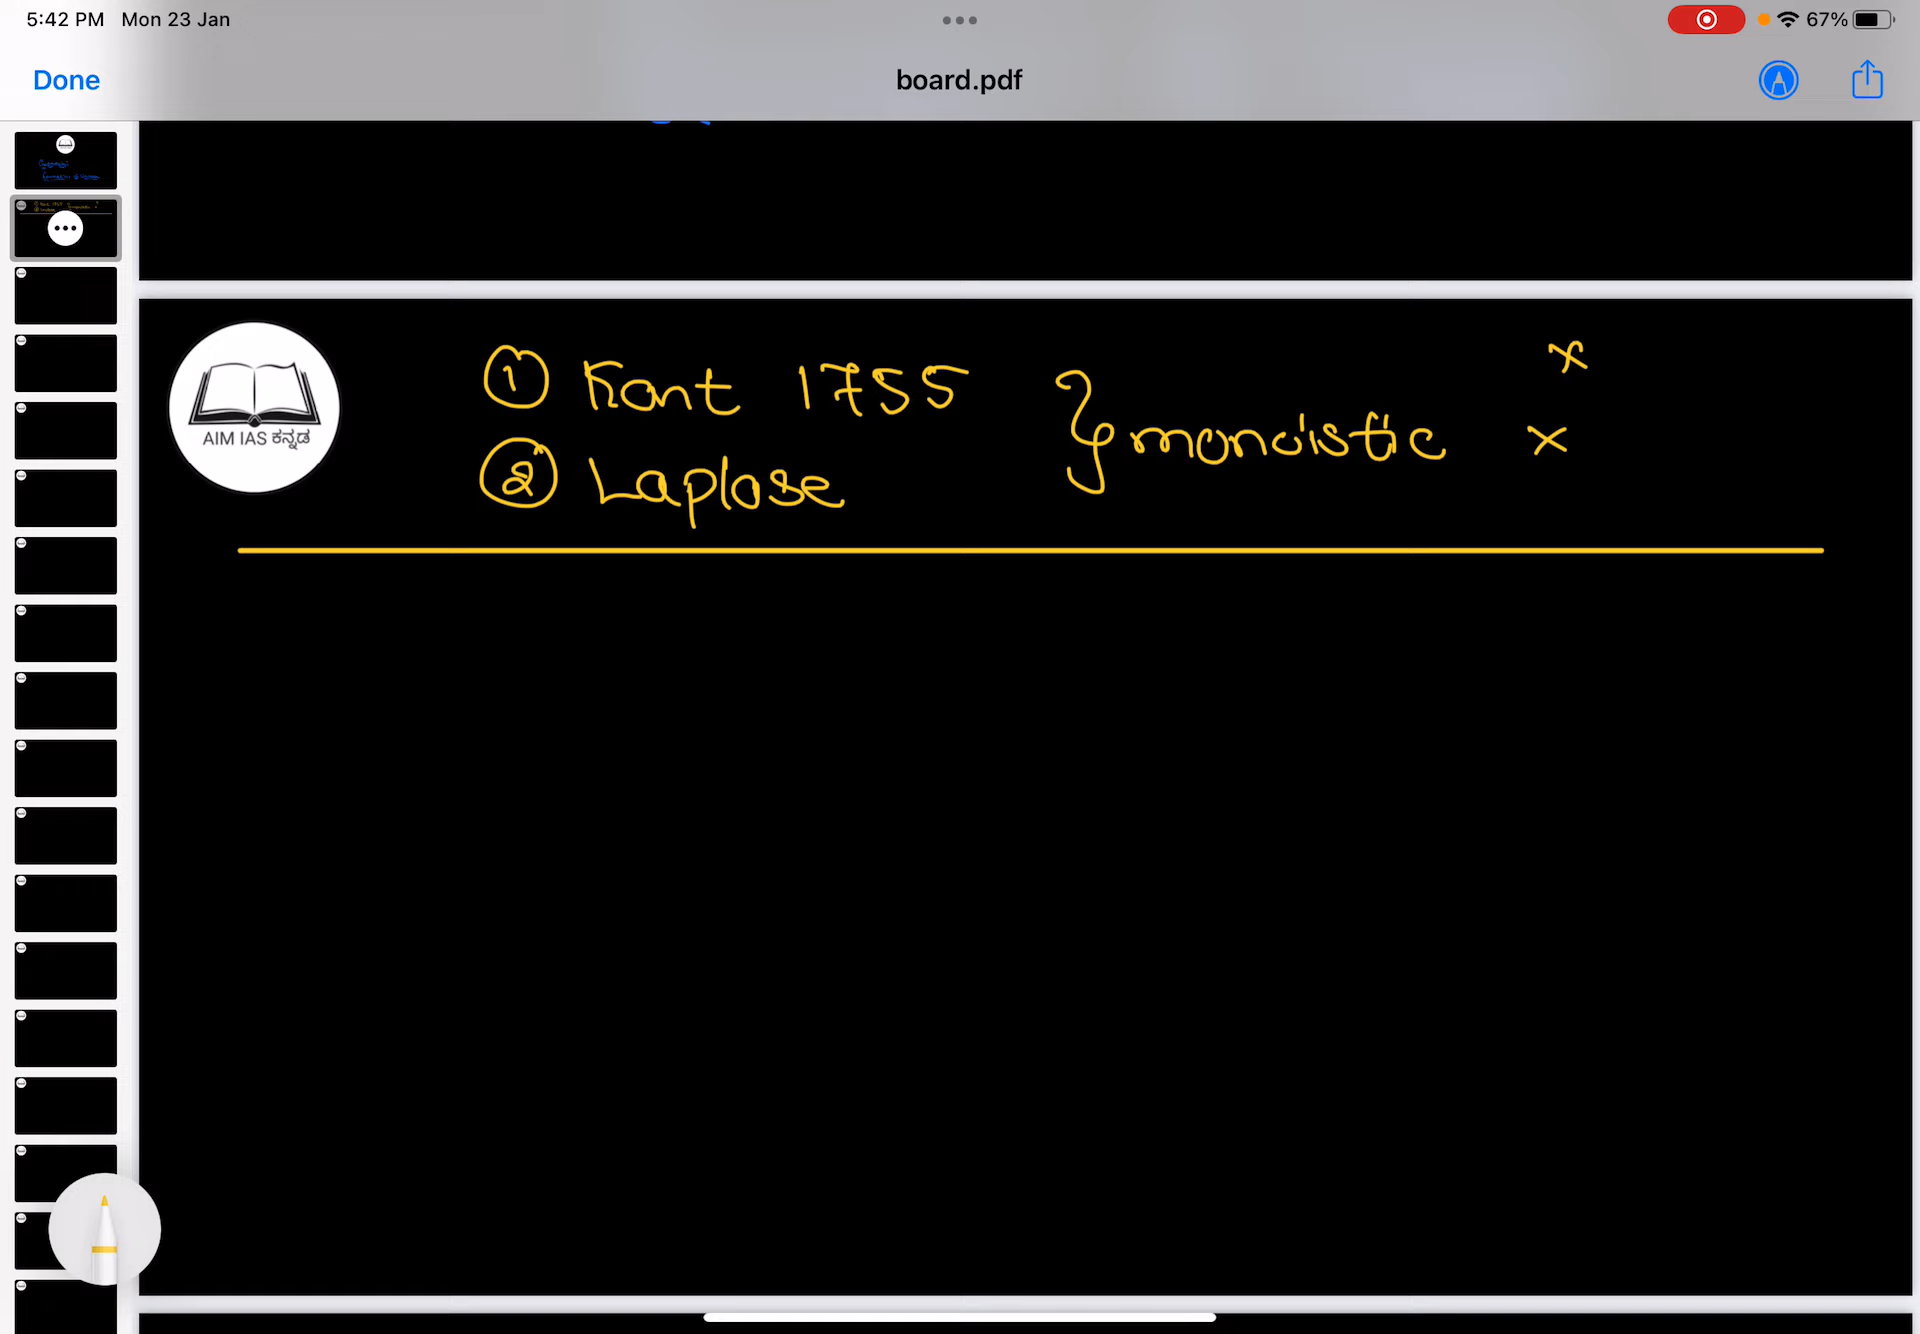 5:42 PM Mon 23 Jan
67%
Done
board.pdf
AIM IAS ಕನ್ನಡ
① Kant 1755
② Laplase
monoistic
x
x